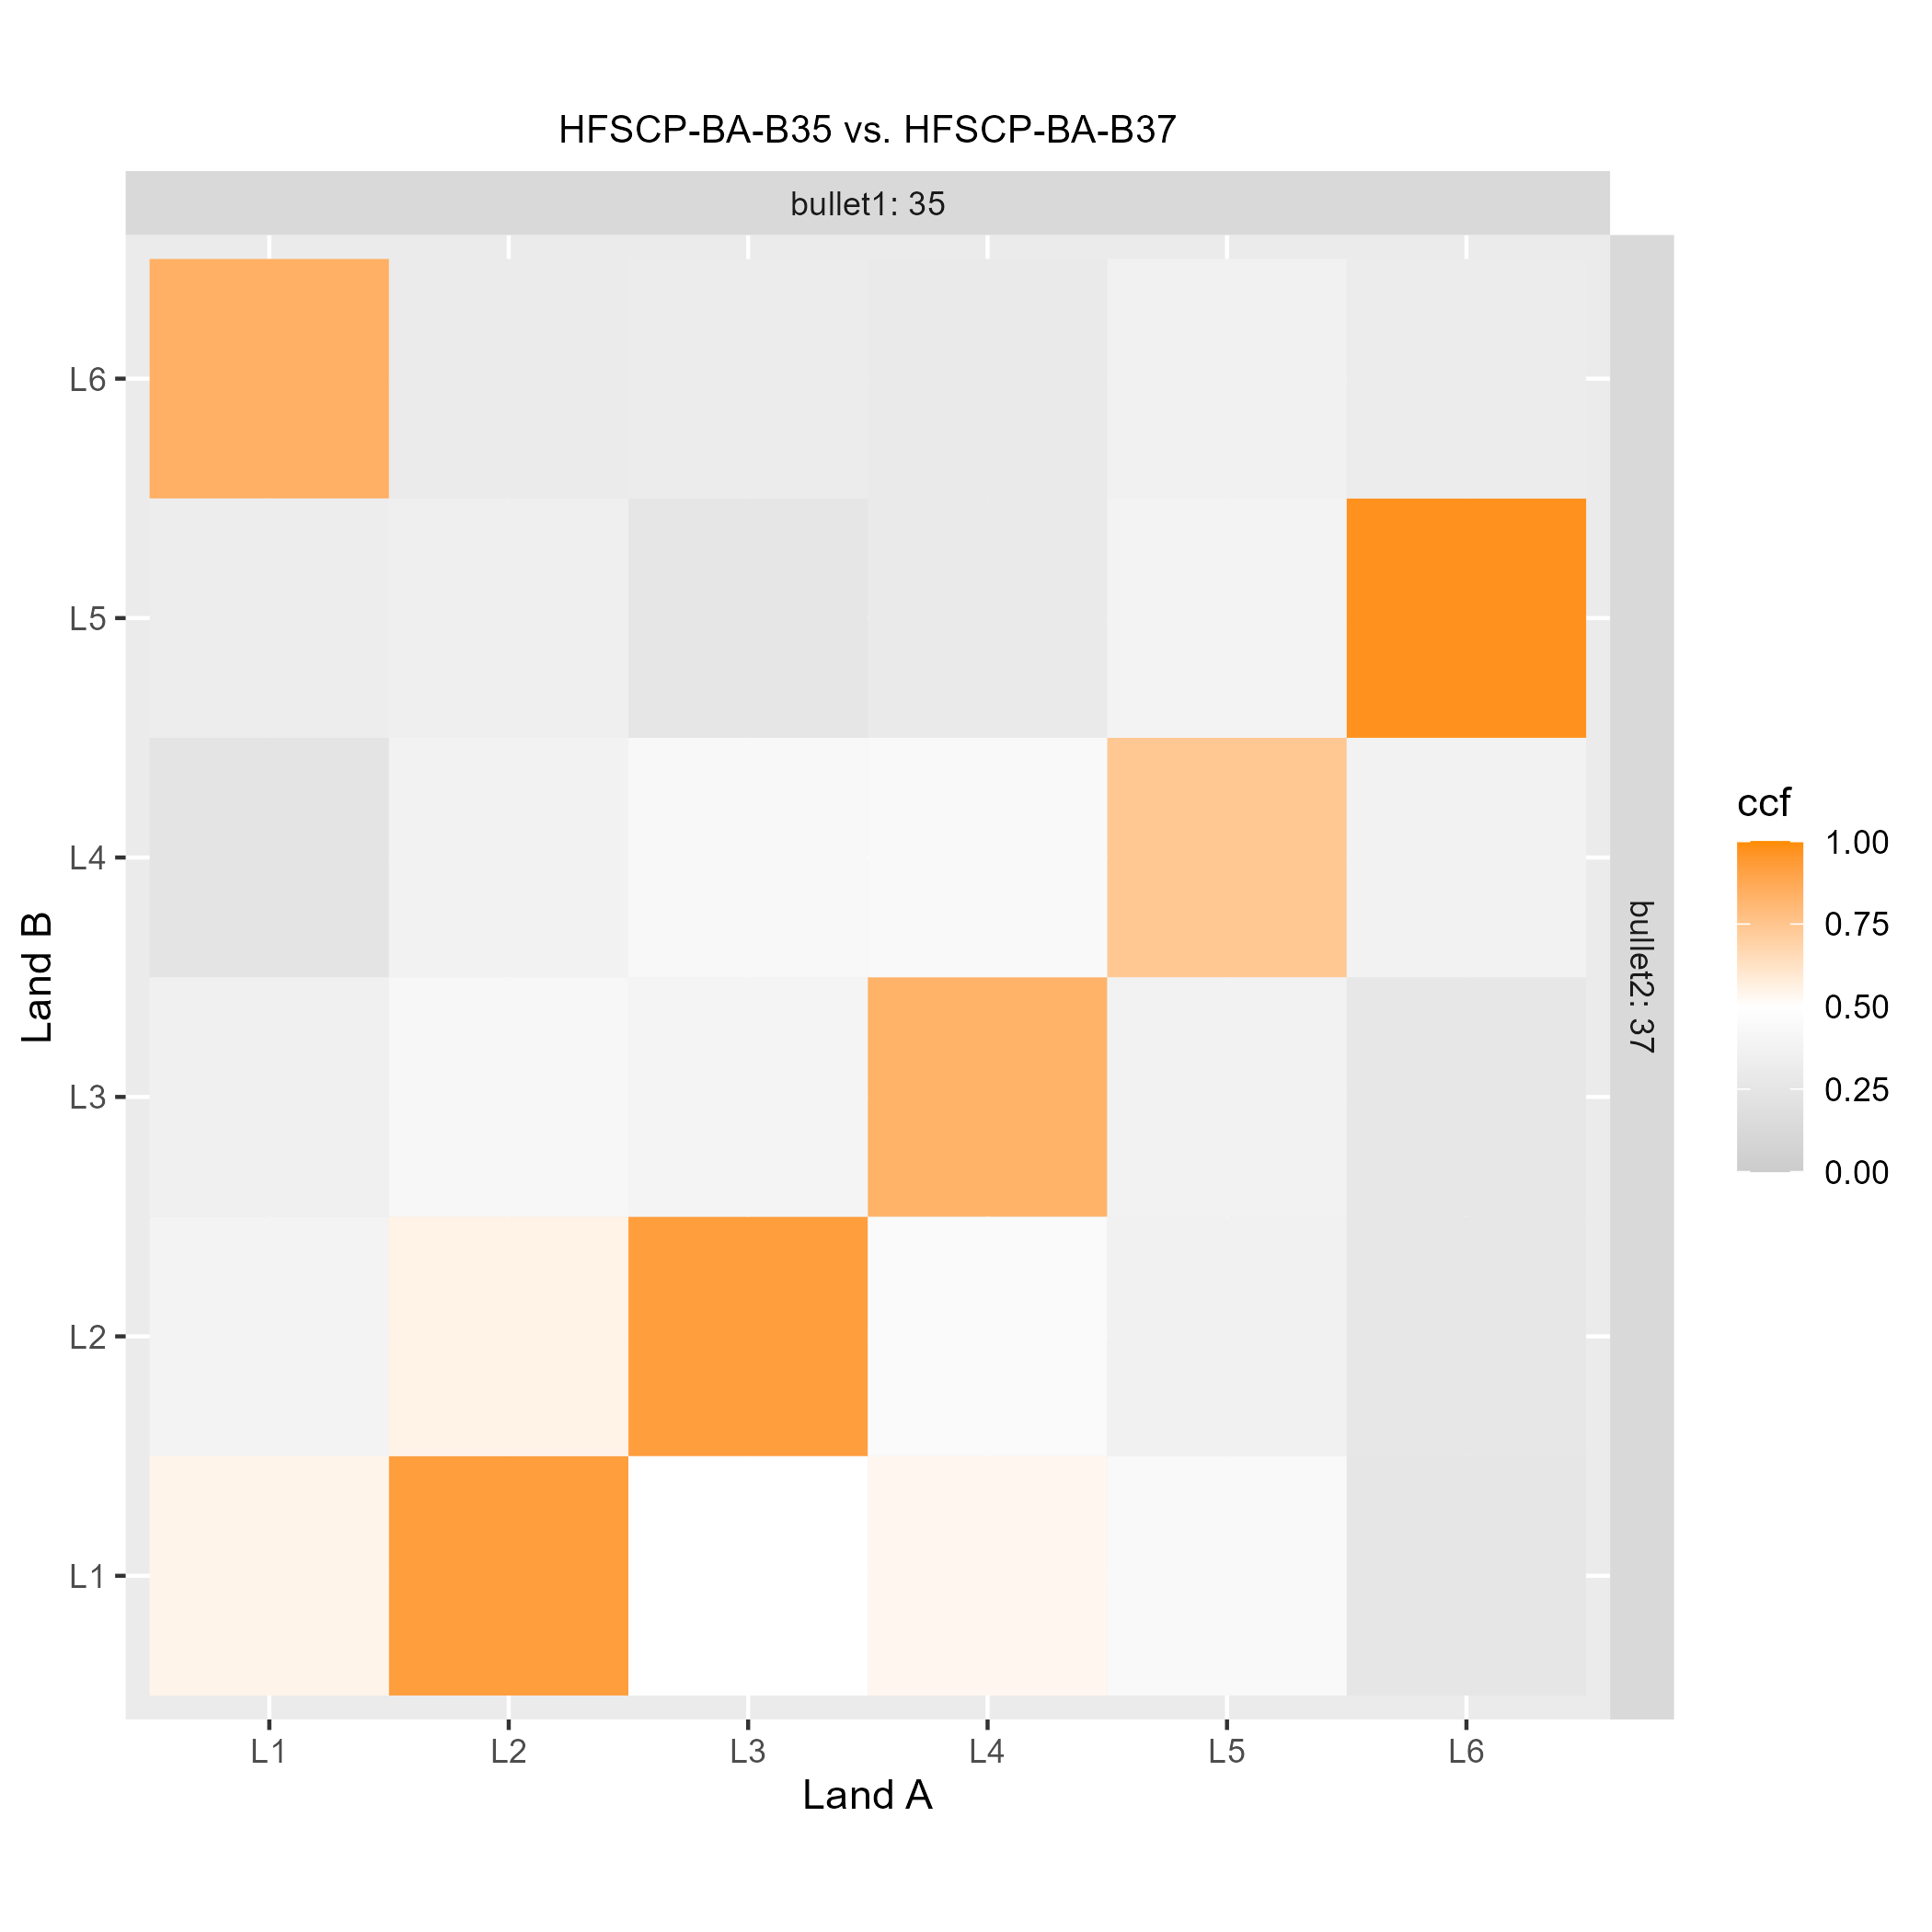 HFSCP-BA-B35 vs. HFSCP-BA-B37
bullet1: 35
L6
L5
L4
L3
L2
L1
Land B
bullet2: 37
L1 L2 L3 L4 L5 L6
Land A
ccf
1.00
0.75
0.50
0.25
0.00